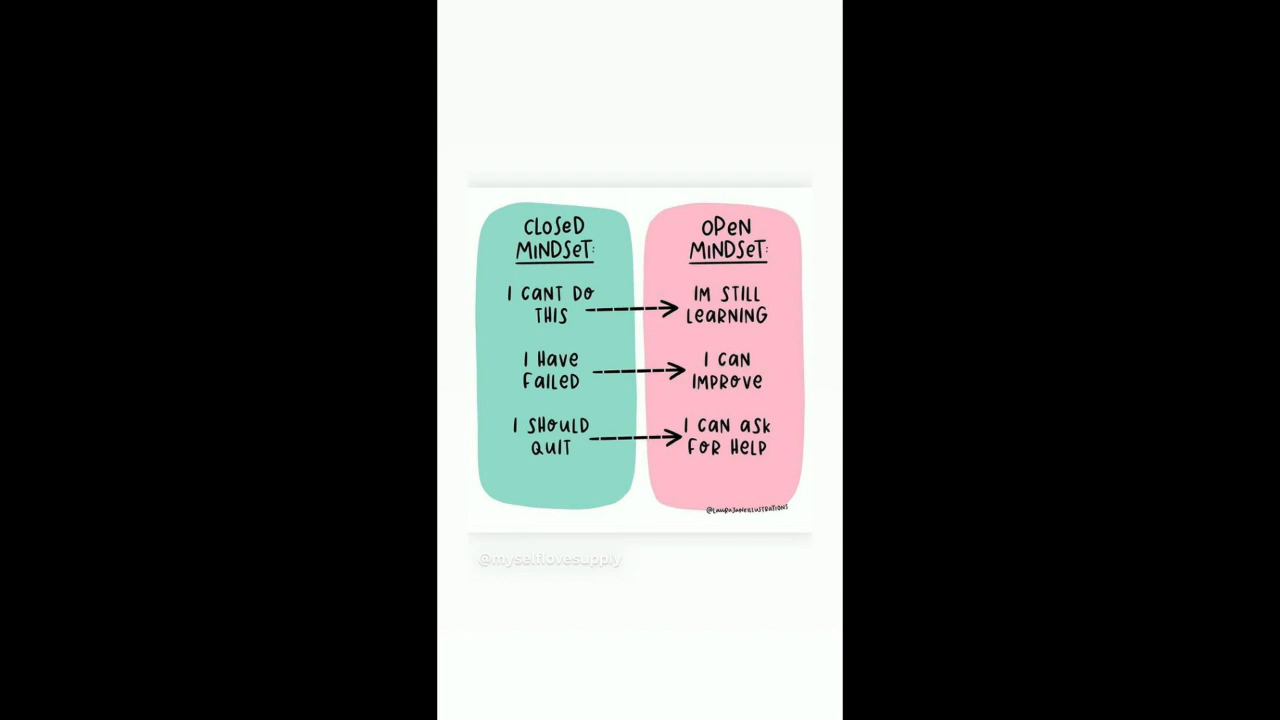 CLOSED
MINDSET:
I CANT DO
THIS
I HAVE
FAILED
I SHOULD
QUIT
OPEN
MINDSET:
IM STILL
LEARNING
I CAN
IMPROVE
I CAN ASK
FOR HELP
@LAURAJANEILLUSTRATIONS
@myselflovesupply